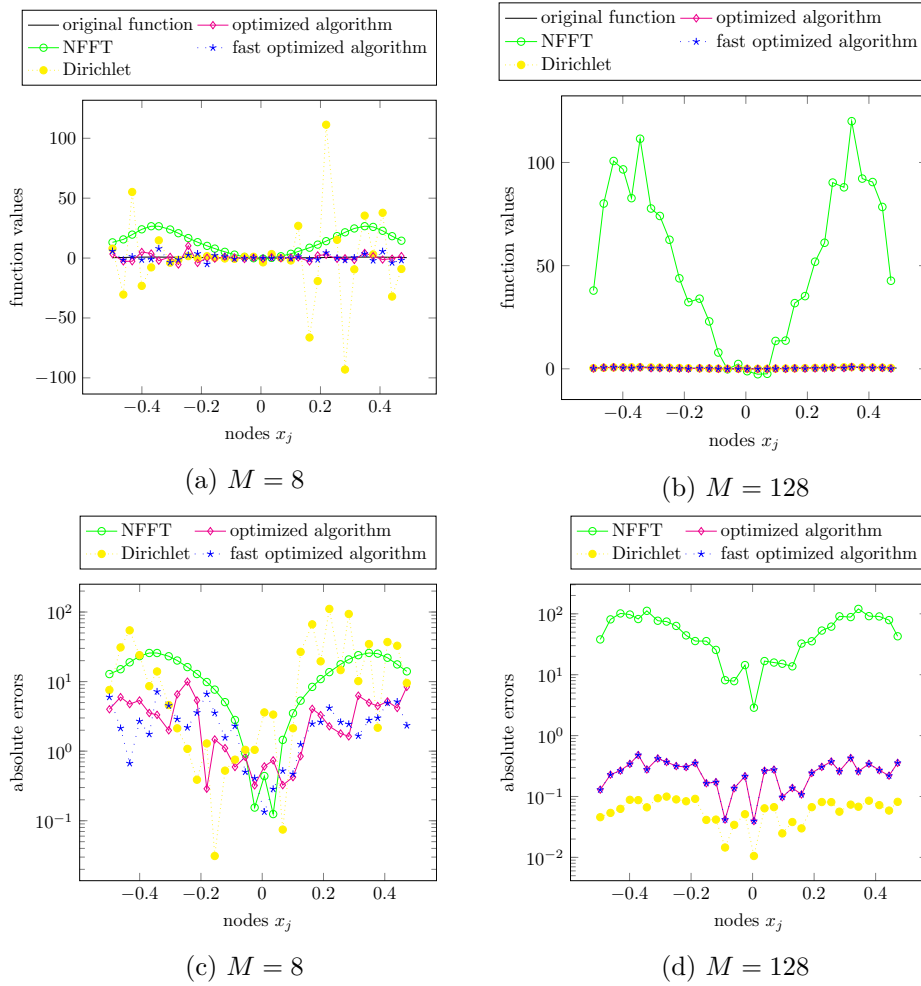 original function
optimized algorithm
NFFT
fast optimized algorithm
Dirichlet
100
50
0
−50
−100
function values
−0.4
−0.2
0
0.2
0.4
nodes x_j
(a) M = 8
original function
optimized algorithm
NFFT
fast optimized algorithm
Dirichlet
100
50
0
function values
−0.4
−0.2
0
0.2
0.4
nodes x_j
(b) M = 128
NFFT
optimized algorithm
Dirichlet
fast optimized algorithm
10^2
10^1
10^0
10^−1
absolute errors
−0.4
−0.2
0
0.2
0.4
nodes x_j
(c) M = 8
NFFT
optimized algorithm
Dirichlet
fast optimized algorithm
10^2
10^1
10^0
10^−1
10^−2
absolute errors
−0.4
−0.2
0
0.2
0.4
nodes x_j
(d) M = 128